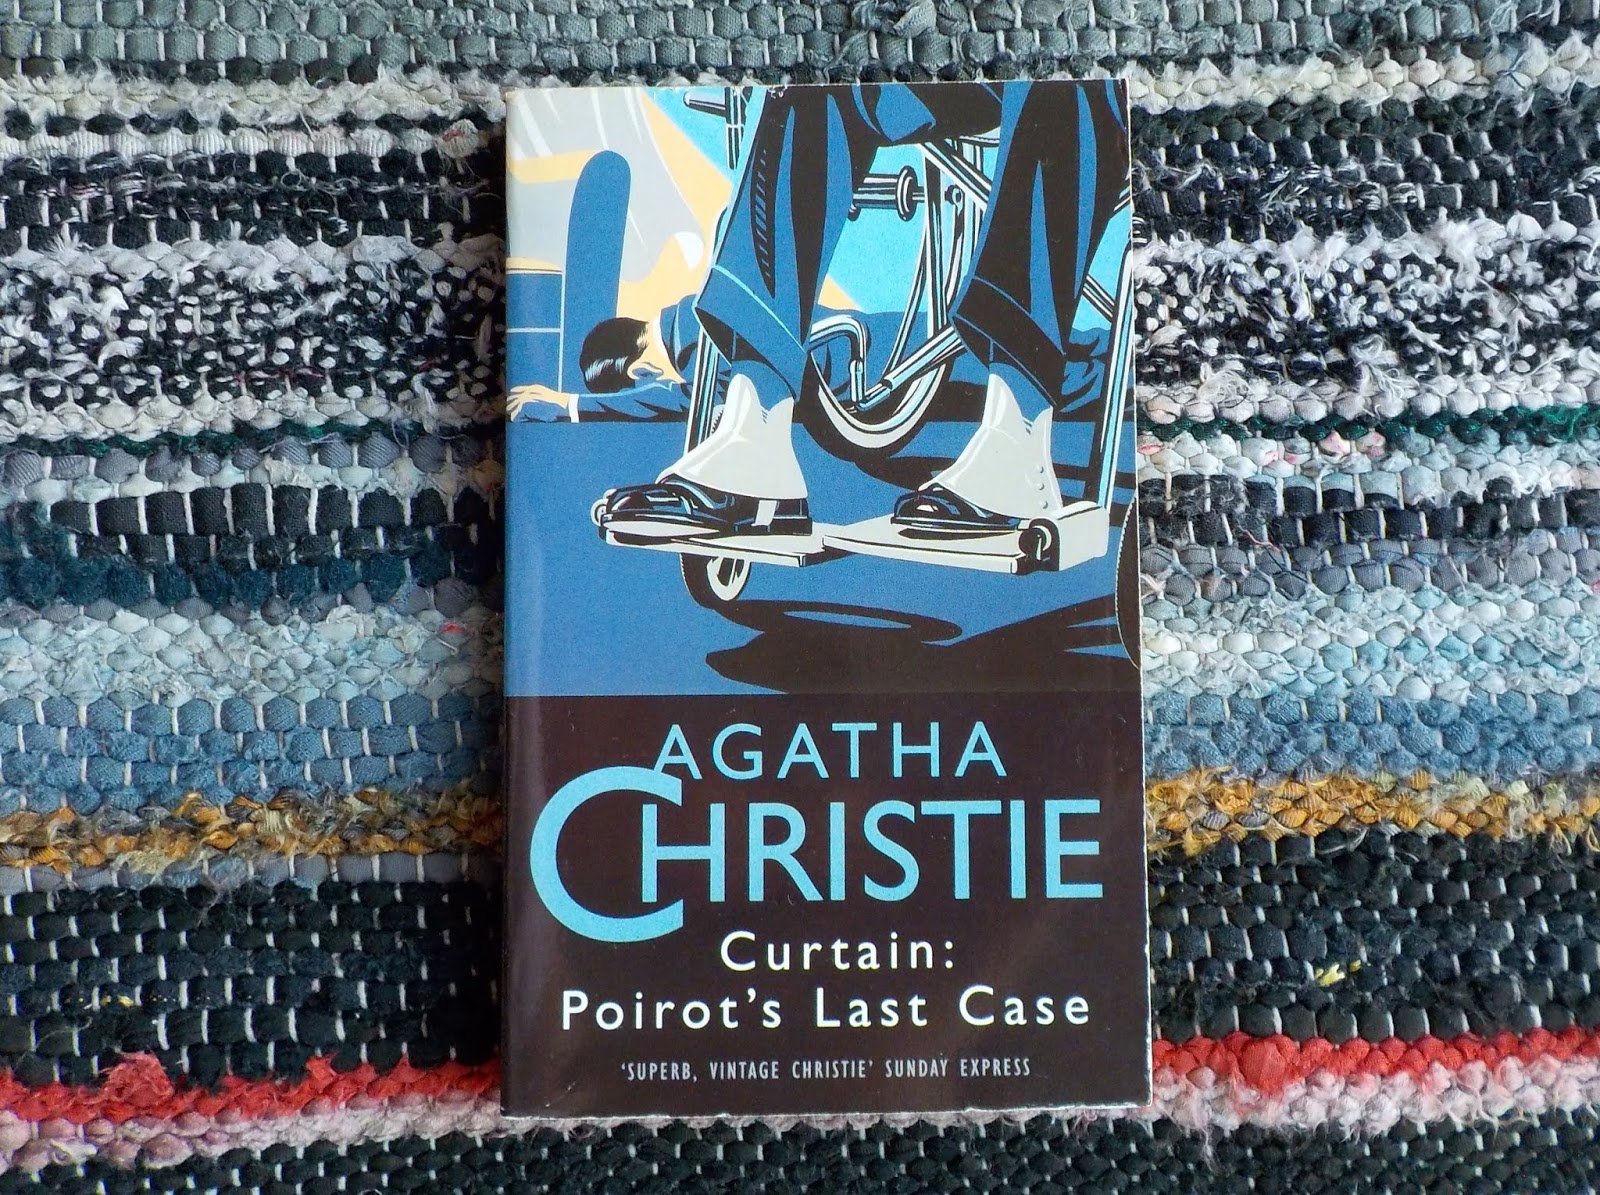 AGATHA
CHRISTIE
Curtain:
Poirot's Last Case
'SUPERB, VINTAGE CHRISTIE' SUNDAY EXPRESS